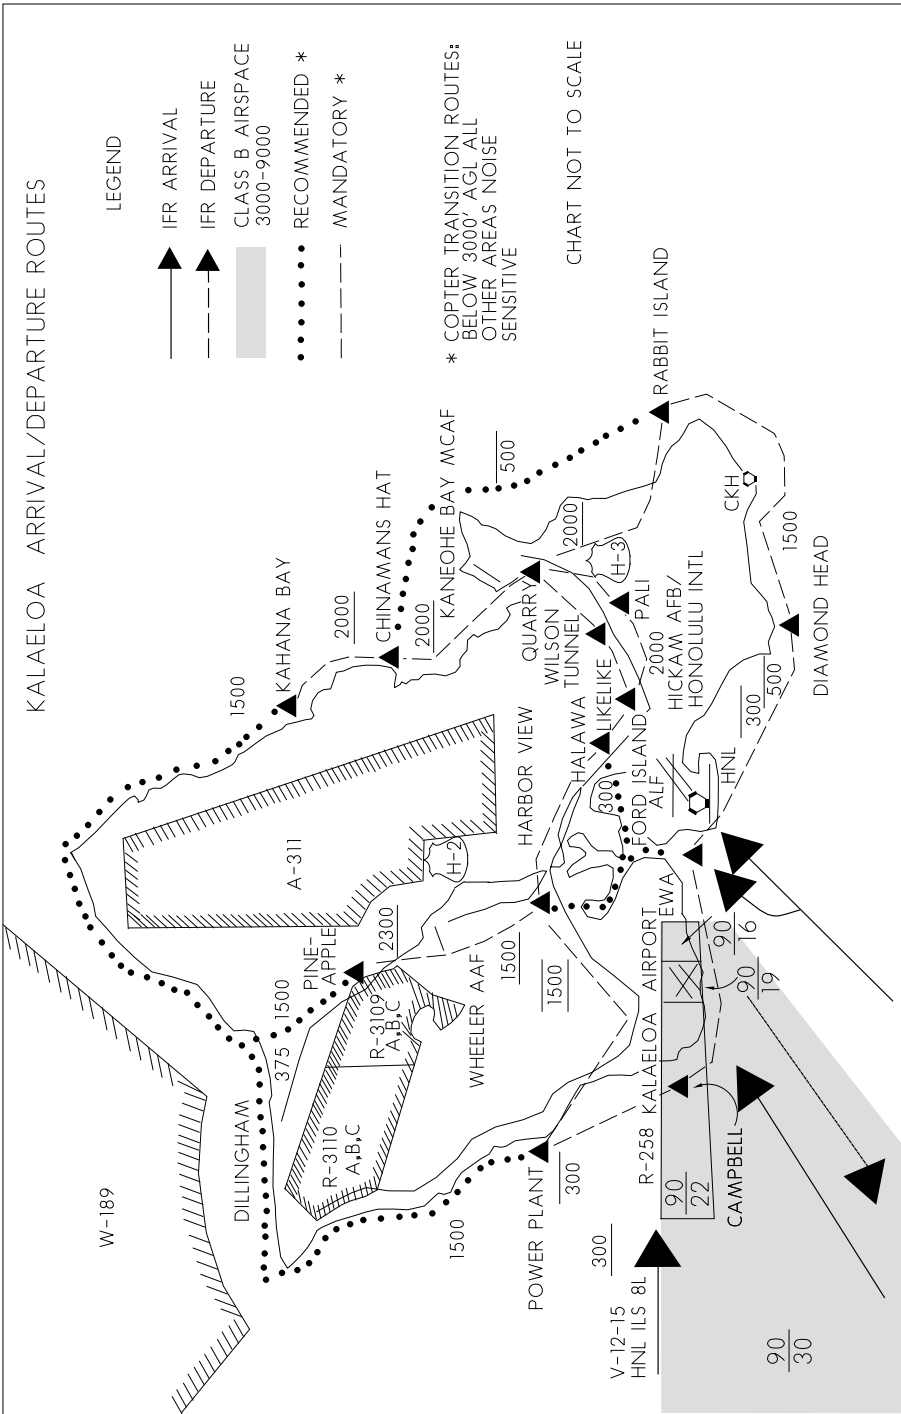 KALAELOA ARRIVAL/DEPARTURE ROUTES
LEGEND
IFR ARRIVAL
IFR DEPARTURE
CLASS B AIRSPACE
3000-9000
RECOMMENDED *
MANDATORY *
* COPTER TRANSITION ROUTES:
BELOW 3000' AGL ALL
OTHER AREAS NOISE
SENSITIVE
CHART NOT TO SCALE
W-189
DILLINGHAM
375
1500
PINE-
APPLE
2300
R-3109
A,B,C
R-3110
A,B,C
A-311
H-2
1500
KAHANA BAY
2000
CHINAMANS HAT
2000
KANEOHE BAY MCAF
500
RABBIT ISLAND
WHEELER AAF
1500
1500
HARBOR VIEW
QUARRY
WILSON
TUNNEL
HALAWA
LIKELIKE
2000
H-3
PALI
2000
HICKAM AFB/
HONOLULU INTL
300
FORD ISLAND
ALF
HNL
300
500
CKH
1500
DIAMOND HEAD
1500
POWER PLANT
300
300
V-12-15
HNL ILS 8L
R-258 KALAELOA AIRPORT
EWA
90
16
90
19
90
22
CAMPBELL
90
30